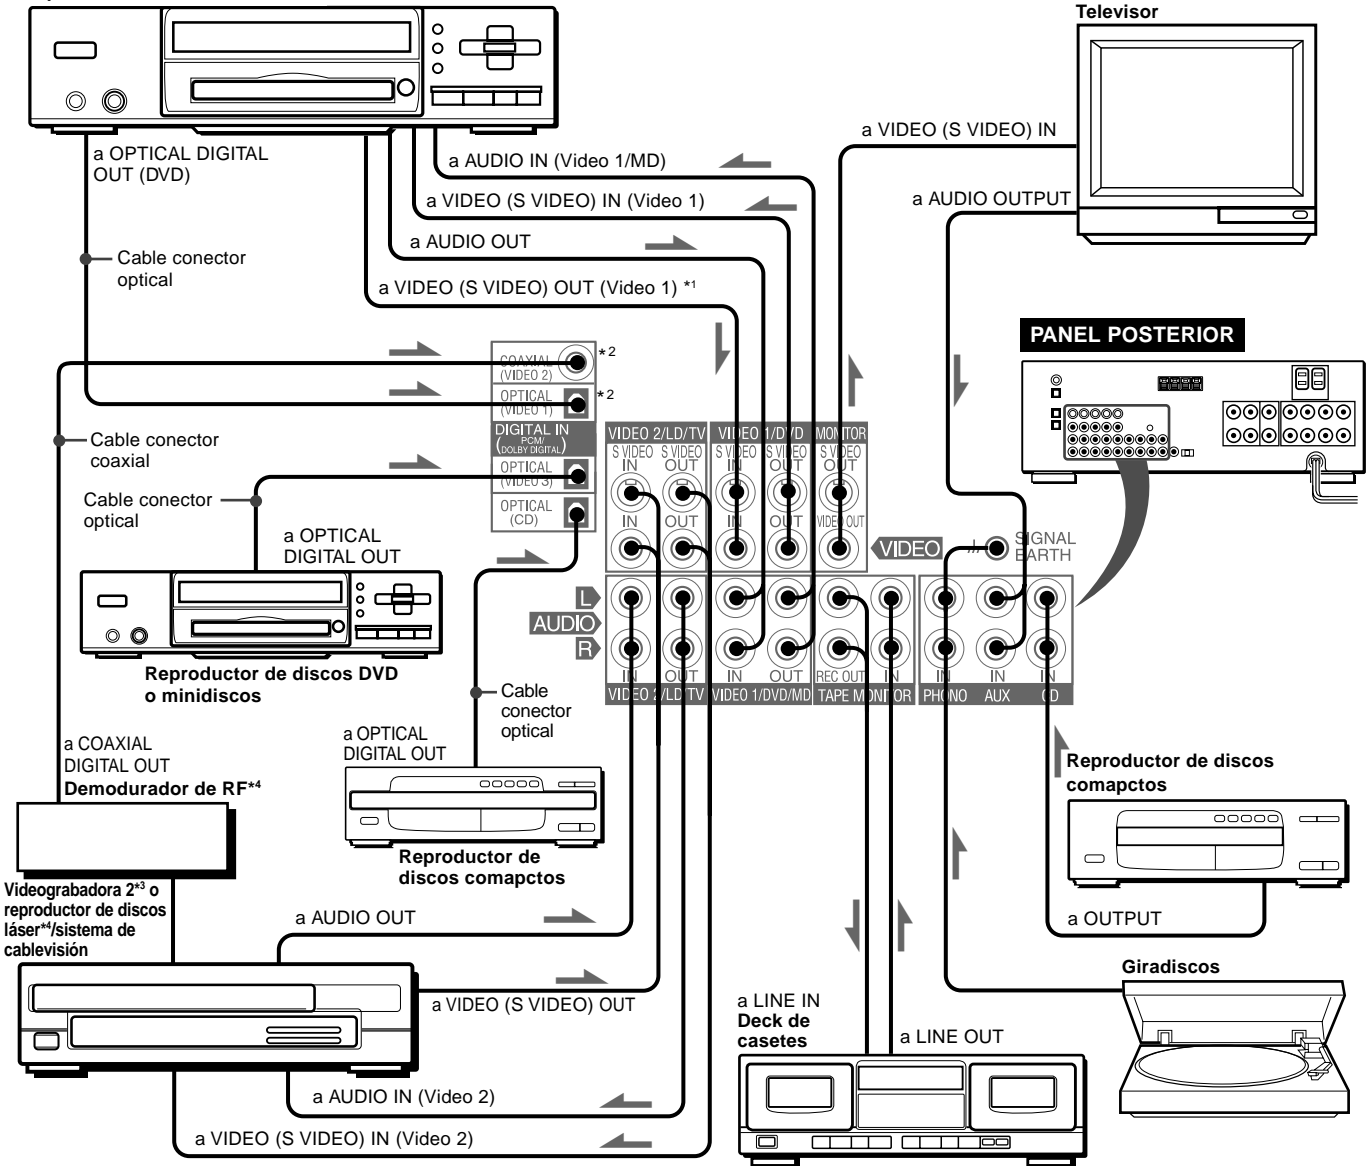 Televisor
a VIDEO (S VIDEO) IN
a OPTICAL DIGITAL
OUT (DVD)
a AUDIO IN (Video 1/MD)
a VIDEO (S VIDEO) IN (Video 1)
a AUDIO OUTPUT
a AUDIO OUT
Cable conector
optical
a VIDEO (S VIDEO) OUT (Video 1) *1
PANEL POSTERIOR
COAXIAL
(VIDEO 2)
*2
OPTICAL
(VIDEO 1)
*2
DIGITAL IN
(PCM/
DOLBY DIGITAL)
OPTICAL
(VIDEO 3)
OPTICAL
(CD)
Cable conector
coaxial
Cable conector
optical
VIDEO 2/LD/TV
VIDEO 1/DVD
MONITOR
S VIDEO
IN
S VIDEO
OUT
S VIDEO
IN
S VIDEO
OUT
S VIDEO
OUT
IN
OUT
IN
OUT
VIDEO OUT
VIDEO
SIGNAL
EARTH
a OPTICAL
DIGITAL OUT
L
AUDIO
R
IN
OUT
IN
OUT
REC OUT
IN
IN
IN
IN
VIDEO 2/LD/TV
VIDEO 1/DVD/MD
TAPE MONITOR
PHONO
AUX
CD
Reproductor de discos DVD
o minidiscos
Cable
conector
optical
a COAXIAL
DIGITAL OUT
Demodurador de RF*4
a OPTICAL
DIGITAL OUT
Reproductor de
discos comapctos
Reproductor de discos
comapctos
a OUTPUT
Videograbadora 2*3 o
reproductor de discos
láser*4/sistema de
cablevisión
a AUDIO OUT
a VIDEO (S VIDEO) OUT
Giradiscos
a LINE IN
Deck de
casetes
a LINE OUT
a AUDIO IN (Video 2)
a VIDEO (S VIDEO) IN (Video 2)